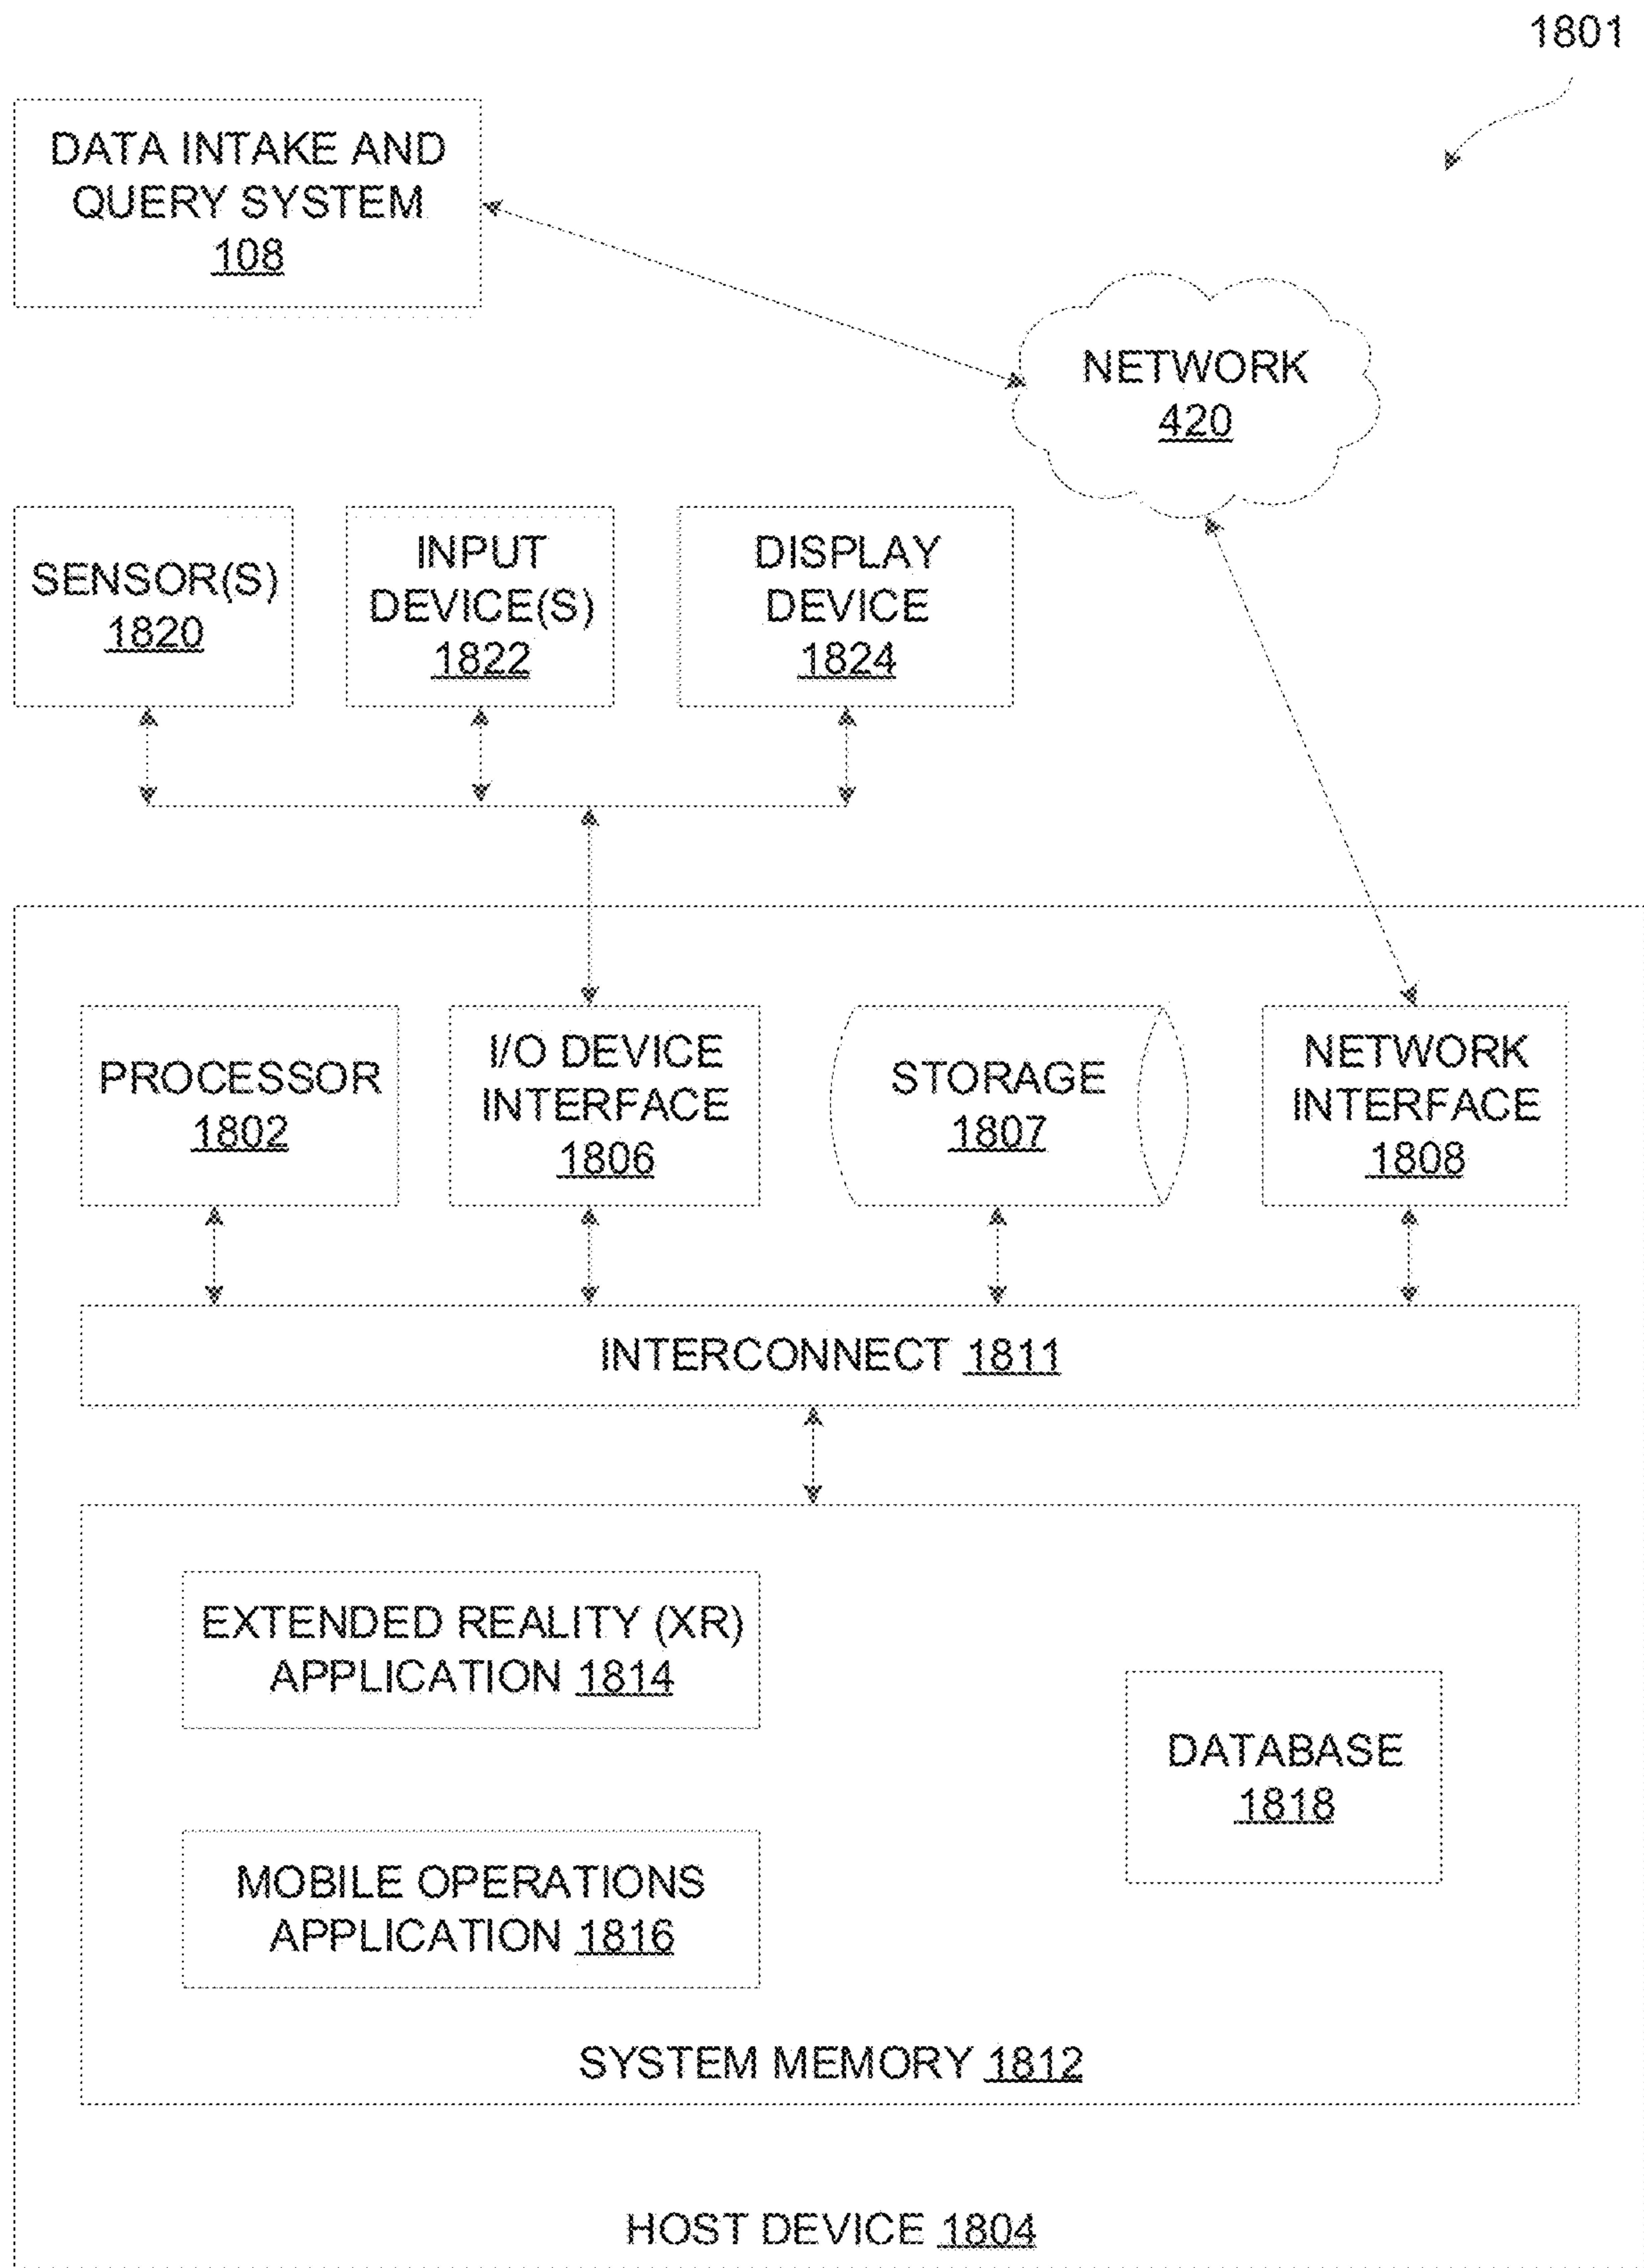 1801
DATA INTAKE AND
QUERY SYSTEM
108
NETWORK
420
SENSOR(S)
1820
INPUT
DEVICE(S)
1822
DISPLAY
DEVICE
1824
PROCESSOR
1802
I/O DEVICE
INTERFACE
1806
STORAGE
1807
NETWORK
INTERFACE
1808
INTERCONNECT 1811
EXTENDED REALITY (XR)
APPLICATION 1814
DATABASE
1818
MOBILE OPERATIONS
APPLICATION 1816
SYSTEM MEMORY 1812
HOST DEVICE 1804